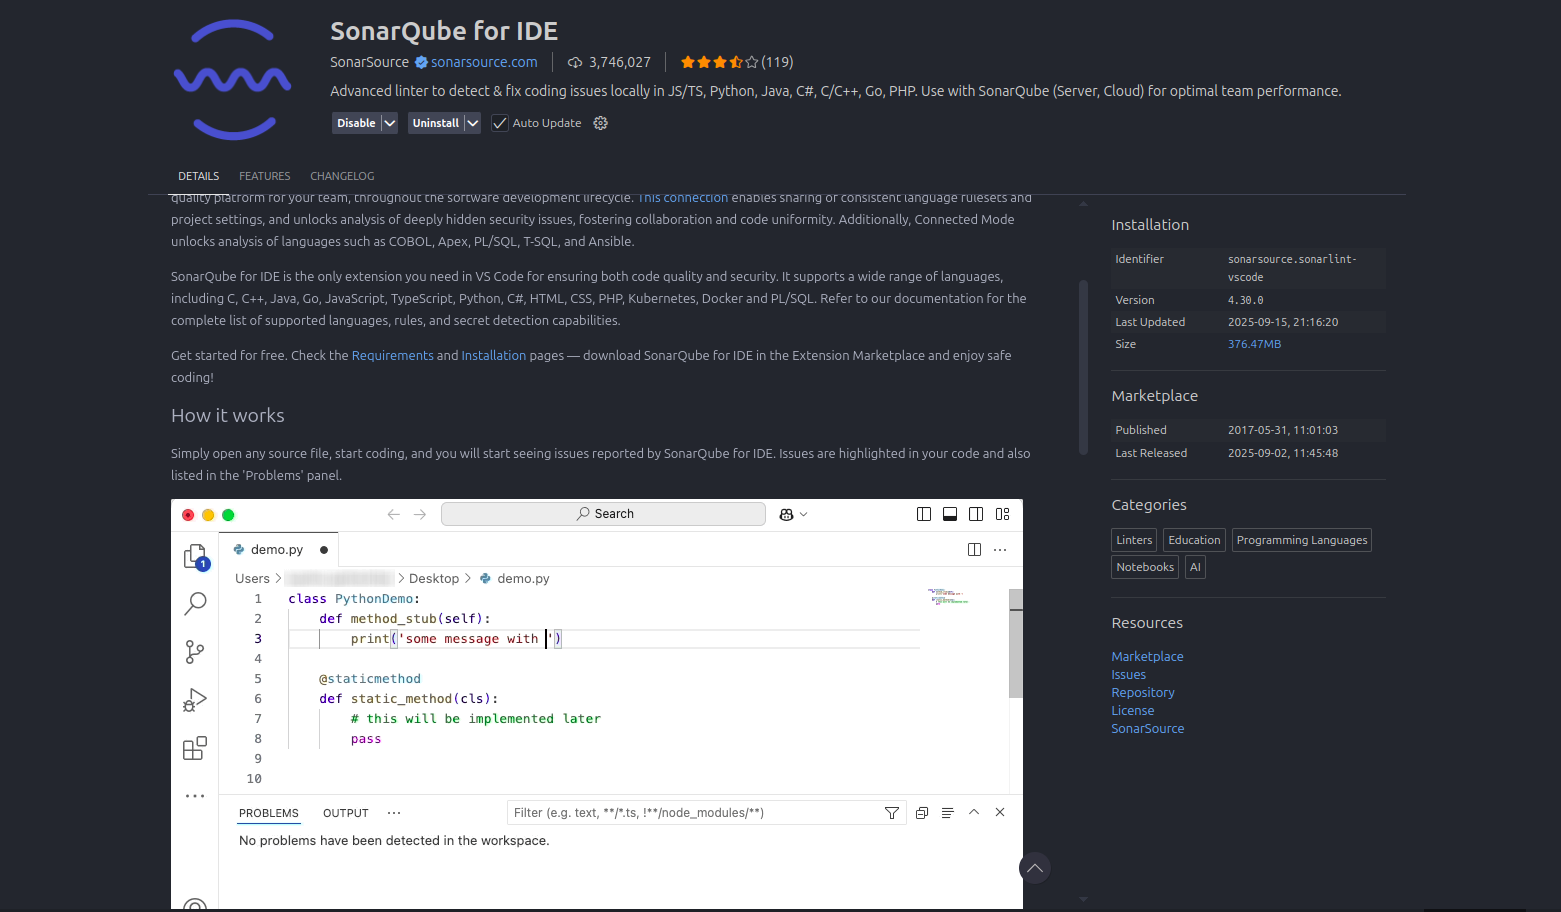 SonarQube for IDE
SonarSource sonarsource.com 3,746,027 (119)
Advanced linter to detect & fix coding issues locally in JS/TS, Python, Java, C#, C/C++, Go, PHP. Use with SonarQube (Server, Cloud) for optimal team performance.
Disable Uninstall Auto Update
DETAILS FEATURES CHANGELOG
quality platform for your team, throughout the software development lifecycle. This connection enables sharing of consistent language rulesets and
project settings, and unlocks analysis of deeply hidden security issues, fostering collaboration and code uniformity. Additionally, Connected Mode
unlocks analysis of languages such as COBOL, Apex, PL/SQL, T-SQL, and Ansible.
SonarQube for IDE is the only extension you need in VS Code for ensuring both code quality and security. It supports a wide range of languages,
including C, C++, Java, Go, JavaScript, TypeScript, Python, C#, HTML, CSS, PHP, Kubernetes, Docker and PL/SQL. Refer to our documentation for the
complete list of supported languages, rules, and secret detection capabilities.
Get started for free. Check the Requirements and Installation pages — download SonarQube for IDE in the Extension Marketplace and enjoy safe
coding!
How it works
Simply open any source file, start coding, and you will start seeing issues reported by SonarQube for IDE. Issues are highlighted in your code and also
listed in the 'Problems' panel.
Search
1
demo.py
Users > > Desktop > demo.py
1 class PythonDemo:
2 def method_stub(self):
3 print('some message with ')
4
5 @staticmethod
6 def static_method(cls):
7 # this will be implemented later
8 pass
9
10
PROBLEMS OUTPUT ··· Filter (e.g. text, **/*.ts, !**/node_modules/**)
No problems have been detected in the workspace.
Installation
Identifier sonarsource.sonarlint-
vscode
Version 4.30.0
Last Updated 2025-09-15, 21:16:20
Size 376.47MB
Marketplace
Published 2017-05-31, 11:01:03
Last Released 2025-09-02, 11:45:48
Categories
Linters Education Programming Languages
Notebooks AI
Resources
Marketplace
Issues
Repository
License
SonarSource